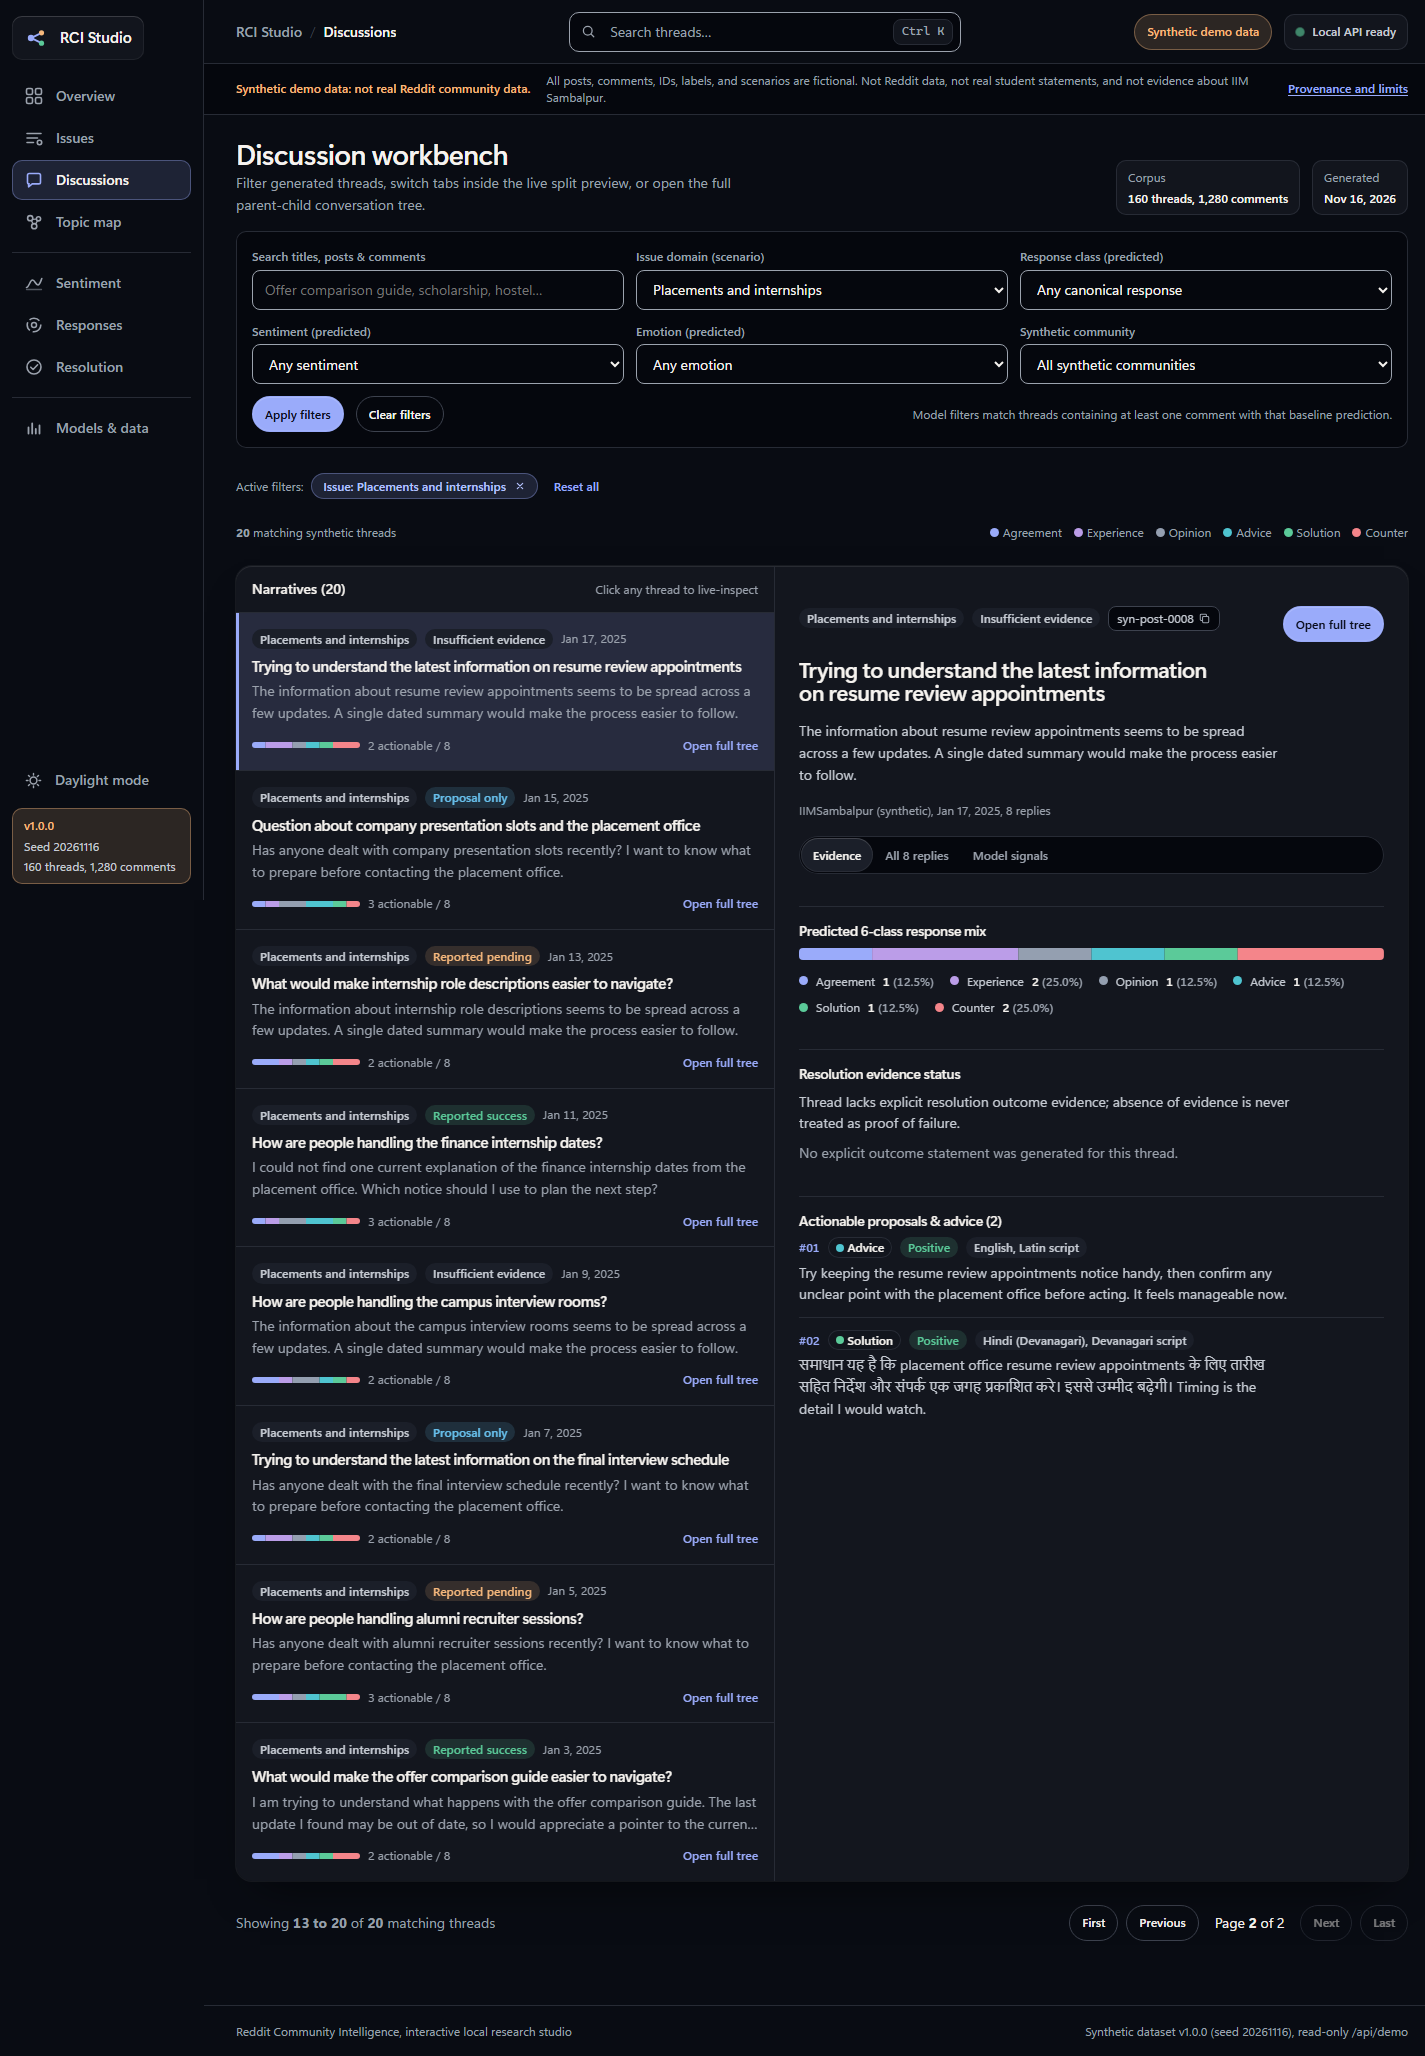 RCI Studio
Overview
Issues
Discussions
Topic map
Sentiment
Responses
Resolution
Models & data
Daylight mode
v1.0.0
Seed 20261116
160 threads, 1,280 comments
RCI Studio / Discussions
Search threads...
Ctrl K
Synthetic demo data
Local API ready
Synthetic demo data: not real Reddit community data.
All posts, comments, IDs, labels, and scenarios are fictional. Not Reddit data, not real student statements, and not evidence about IIM
Sambalpur.
Provenance and limits
Discussion workbench
Filter generated threads, switch tabs inside the live split preview, or open the full
parent-child conversation tree.
Corpus
160 threads, 1,280 comments
Generated
Nov 16, 2026
Search titles, posts & comments
Offer comparison guide, scholarship, hostel...
Issue domain (scenario)
Placements and internships
Response class (predicted)
Any canonical response
Sentiment (predicted)
Any sentiment
Emotion (predicted)
Any emotion
Synthetic community
All synthetic communities
Apply filters
Clear filters
Model filters match threads containing at least one comment with that baseline prediction.
Active filters:
Issue: Placements and internships ×
Reset all
20 matching synthetic threads
Agreement Experience Opinion Advice Solution Counter
Narratives (20)
Click any thread to live-inspect
Placements and internships Insufficient evidence Jan 17, 2025
Trying to understand the latest information on resume review appointments
The information about resume review appointments seems to be spread across a
few updates. A single dated summary would make the process easier to follow.
2 actionable / 8
Open full tree
Placements and internships Proposal only Jan 15, 2025
Question about company presentation slots and the placement office
Has anyone dealt with company presentation slots recently? I want to know what
to prepare before contacting the placement office.
3 actionable / 8
Open full tree
Placements and internships Reported pending Jan 13, 2025
What would make internship role descriptions easier to navigate?
The information about internship role descriptions seems to be spread across a
few updates. A single dated summary would make the process easier to follow.
2 actionable / 8
Open full tree
Placements and internships Reported success Jan 11, 2025
How are people handling the finance internship dates?
I could not find one current explanation of the finance internship dates from the
placement office. Which notice should I use to plan the next step?
3 actionable / 8
Open full tree
Placements and internships Insufficient evidence Jan 9, 2025
How are people handling the campus interview rooms?
The information about the campus interview rooms seems to be spread across a
few updates. A single dated summary would make the process easier to follow.
2 actionable / 8
Open full tree
Placements and internships Proposal only Jan 7, 2025
Trying to understand the latest information on the final interview schedule
Has anyone dealt with the final interview schedule recently? I want to know what
to prepare before contacting the placement office.
2 actionable / 8
Open full tree
Placements and internships Reported pending Jan 5, 2025
How are people handling alumni recruiter sessions?
Has anyone dealt with alumni recruiter sessions recently? I want to know what to
prepare before contacting the placement office.
3 actionable / 8
Open full tree
Placements and internships Reported success Jan 3, 2025
What would make the offer comparison guide easier to navigate?
I am trying to understand what happens with the offer comparison guide. The last
update I found may be out of date, so I would appreciate a pointer to the curren...
2 actionable / 8
Open full tree
Placements and internships Insufficient evidence syn-post-0008
Open full tree
Trying to understand the latest information
on resume review appointments
The information about resume review appointments seems to be spread
across a few updates. A single dated summary would make the process easier
to follow.
IIMSambalpur (synthetic), Jan 17, 2025, 8 replies
Evidence All 8 replies Model signals
Predicted 6-class response mix
Agreement 1 (12.5%) Experience 2 (25.0%) Opinion 1 (12.5%) Advice 1 (12.5%)
Solution 1 (12.5%) Counter 2 (25.0%)
Resolution evidence status
Thread lacks explicit resolution outcome evidence; absence of evidence is never
treated as proof of failure.
No explicit outcome statement was generated for this thread.
Actionable proposals & advice (2)
#01 Advice Positive English, Latin script
Try keeping the resume review appointments notice handy, then confirm any
unclear point with the placement office before acting. It feels manageable now.
#02 Solution Positive Hindi (Devanagari), Devanagari script
समाधान यह है कि placement office resume review appointments के लिए तारीख
सहित निर्देश और संपर्क एक जगह प्रकाशित करे। इससे उम्मीद बढ़ेगी। Timing is the
detail I would watch.
Showing 13 to 20 of 20 matching threads
First Previous Page 2 of 2 Next Last
Reddit Community Intelligence, interactive local research studio
Synthetic dataset v1.0.0 (seed 20261116), read-only /api/demo